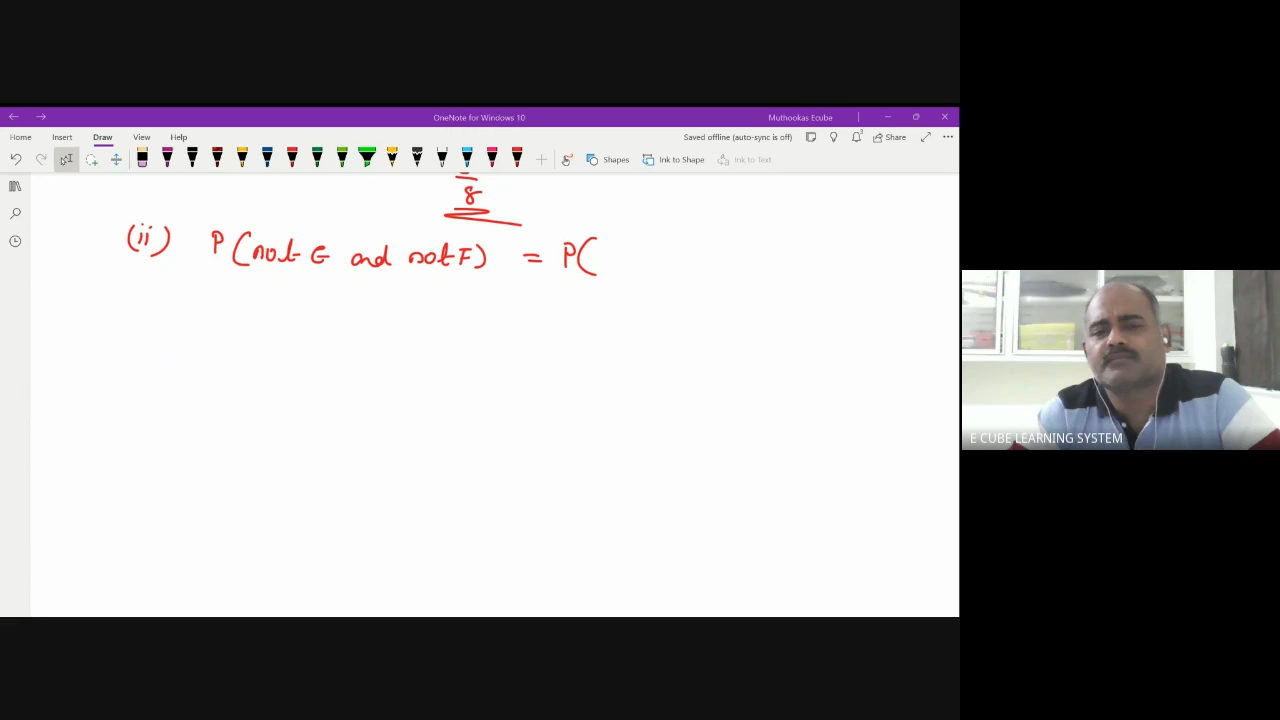 OneNote for Windows 10
Muthookas Ecube
Home Insert Draw View Help
Saved offline (auto-sync is off)
3
Share
Shapes
Ink to Shape
Ink to Text
8
(ii) P(not E and not F) = P(
E CUBE LEARNING SYSTEM